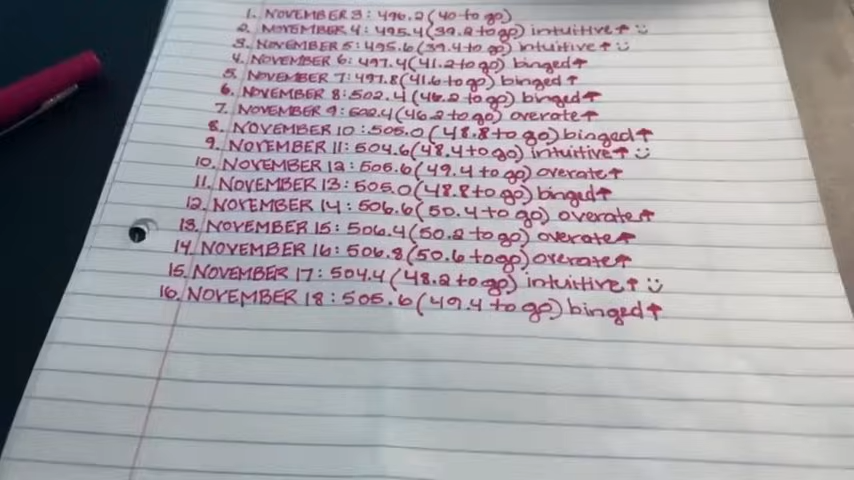 1. NOVEMBER 3: 496.2 (40 to go)
2. NOVEMBER 4: 495.4 (39.2 to go) intuitive↑ :)
3. NOVEMBER 5: 495.6 (39.4 to go) intuitive↑ :)
4. NOVEMBER 6: 497.4 (41.2 to go) binged↑
5. NOVEMBER 7: 497.8 (41.6 to go) binged↑
6. NOVEMBER 8: 502.4 (46.2 to go) binged↑
7. NOVEMBER 9: 502.4 (46.2 to go) overate↑
8. NOVEMBER 10: 505.0 (48.8 to go) binged↑
9. NOVEMBER 11: 504.6 (48.4 to go) intuitive↑ :)
10. NOVEMBER 12: 505.6 (49.4 to go) overate↑
11. NOVEMBER 13: 505.0 (48.8 to go) binged↑
12. NOVEMBER 14: 506.6 (50.4 to go) overate↑
13. NOVEMBER 15: 506.4 (50.2 to go) overate↑
14. NOVEMBER 16: 506.8 (50.6 to go) overate↑
15. NOVEMBER 17: 504.4 (48.2 to go) intuitive↑ :)
16. NOVEMBER 18: 505.6 (49.4 to go) binged↑